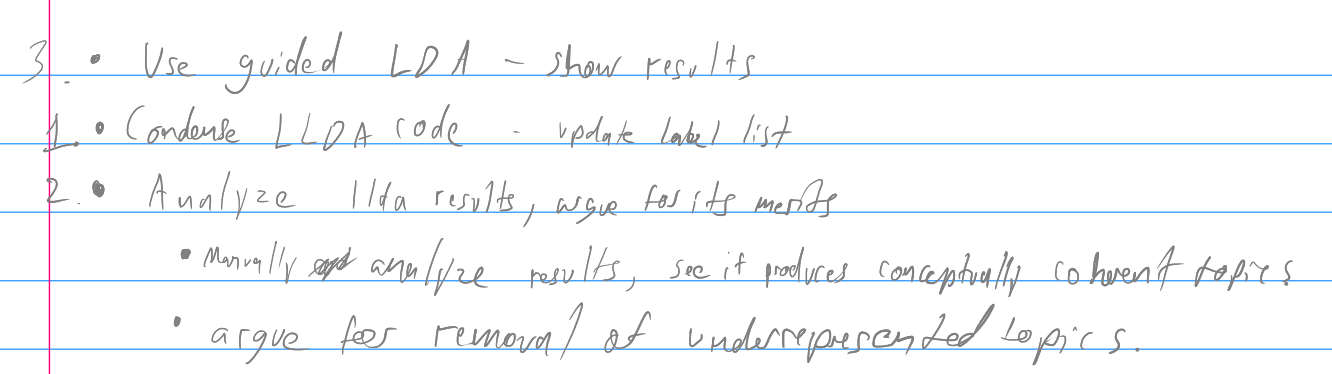 3. • Use guided LDA - show results
1. • Condense LLDA code - update label list
2. • Analyze llda results, argue for its merits
• Manually analyze results, see if produces conceptually coherent topics
• argue for removal of underrepresented topics.